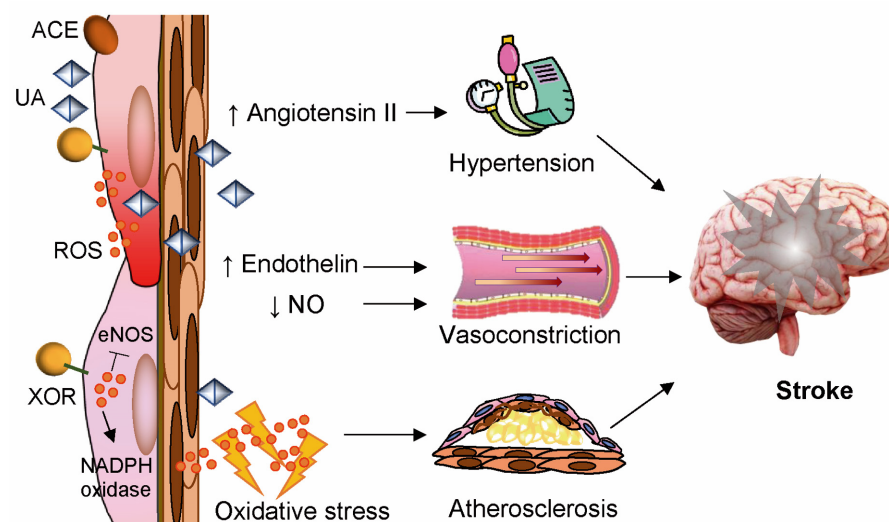 ACE
UA
↑ Angiotensin II
Hypertension
ROS
↑ Endothelin
↓ NO
Vasoconstriction
eNOS
XOR
Stroke
NADPH
oxidase
Oxidative stress
Atherosclerosis